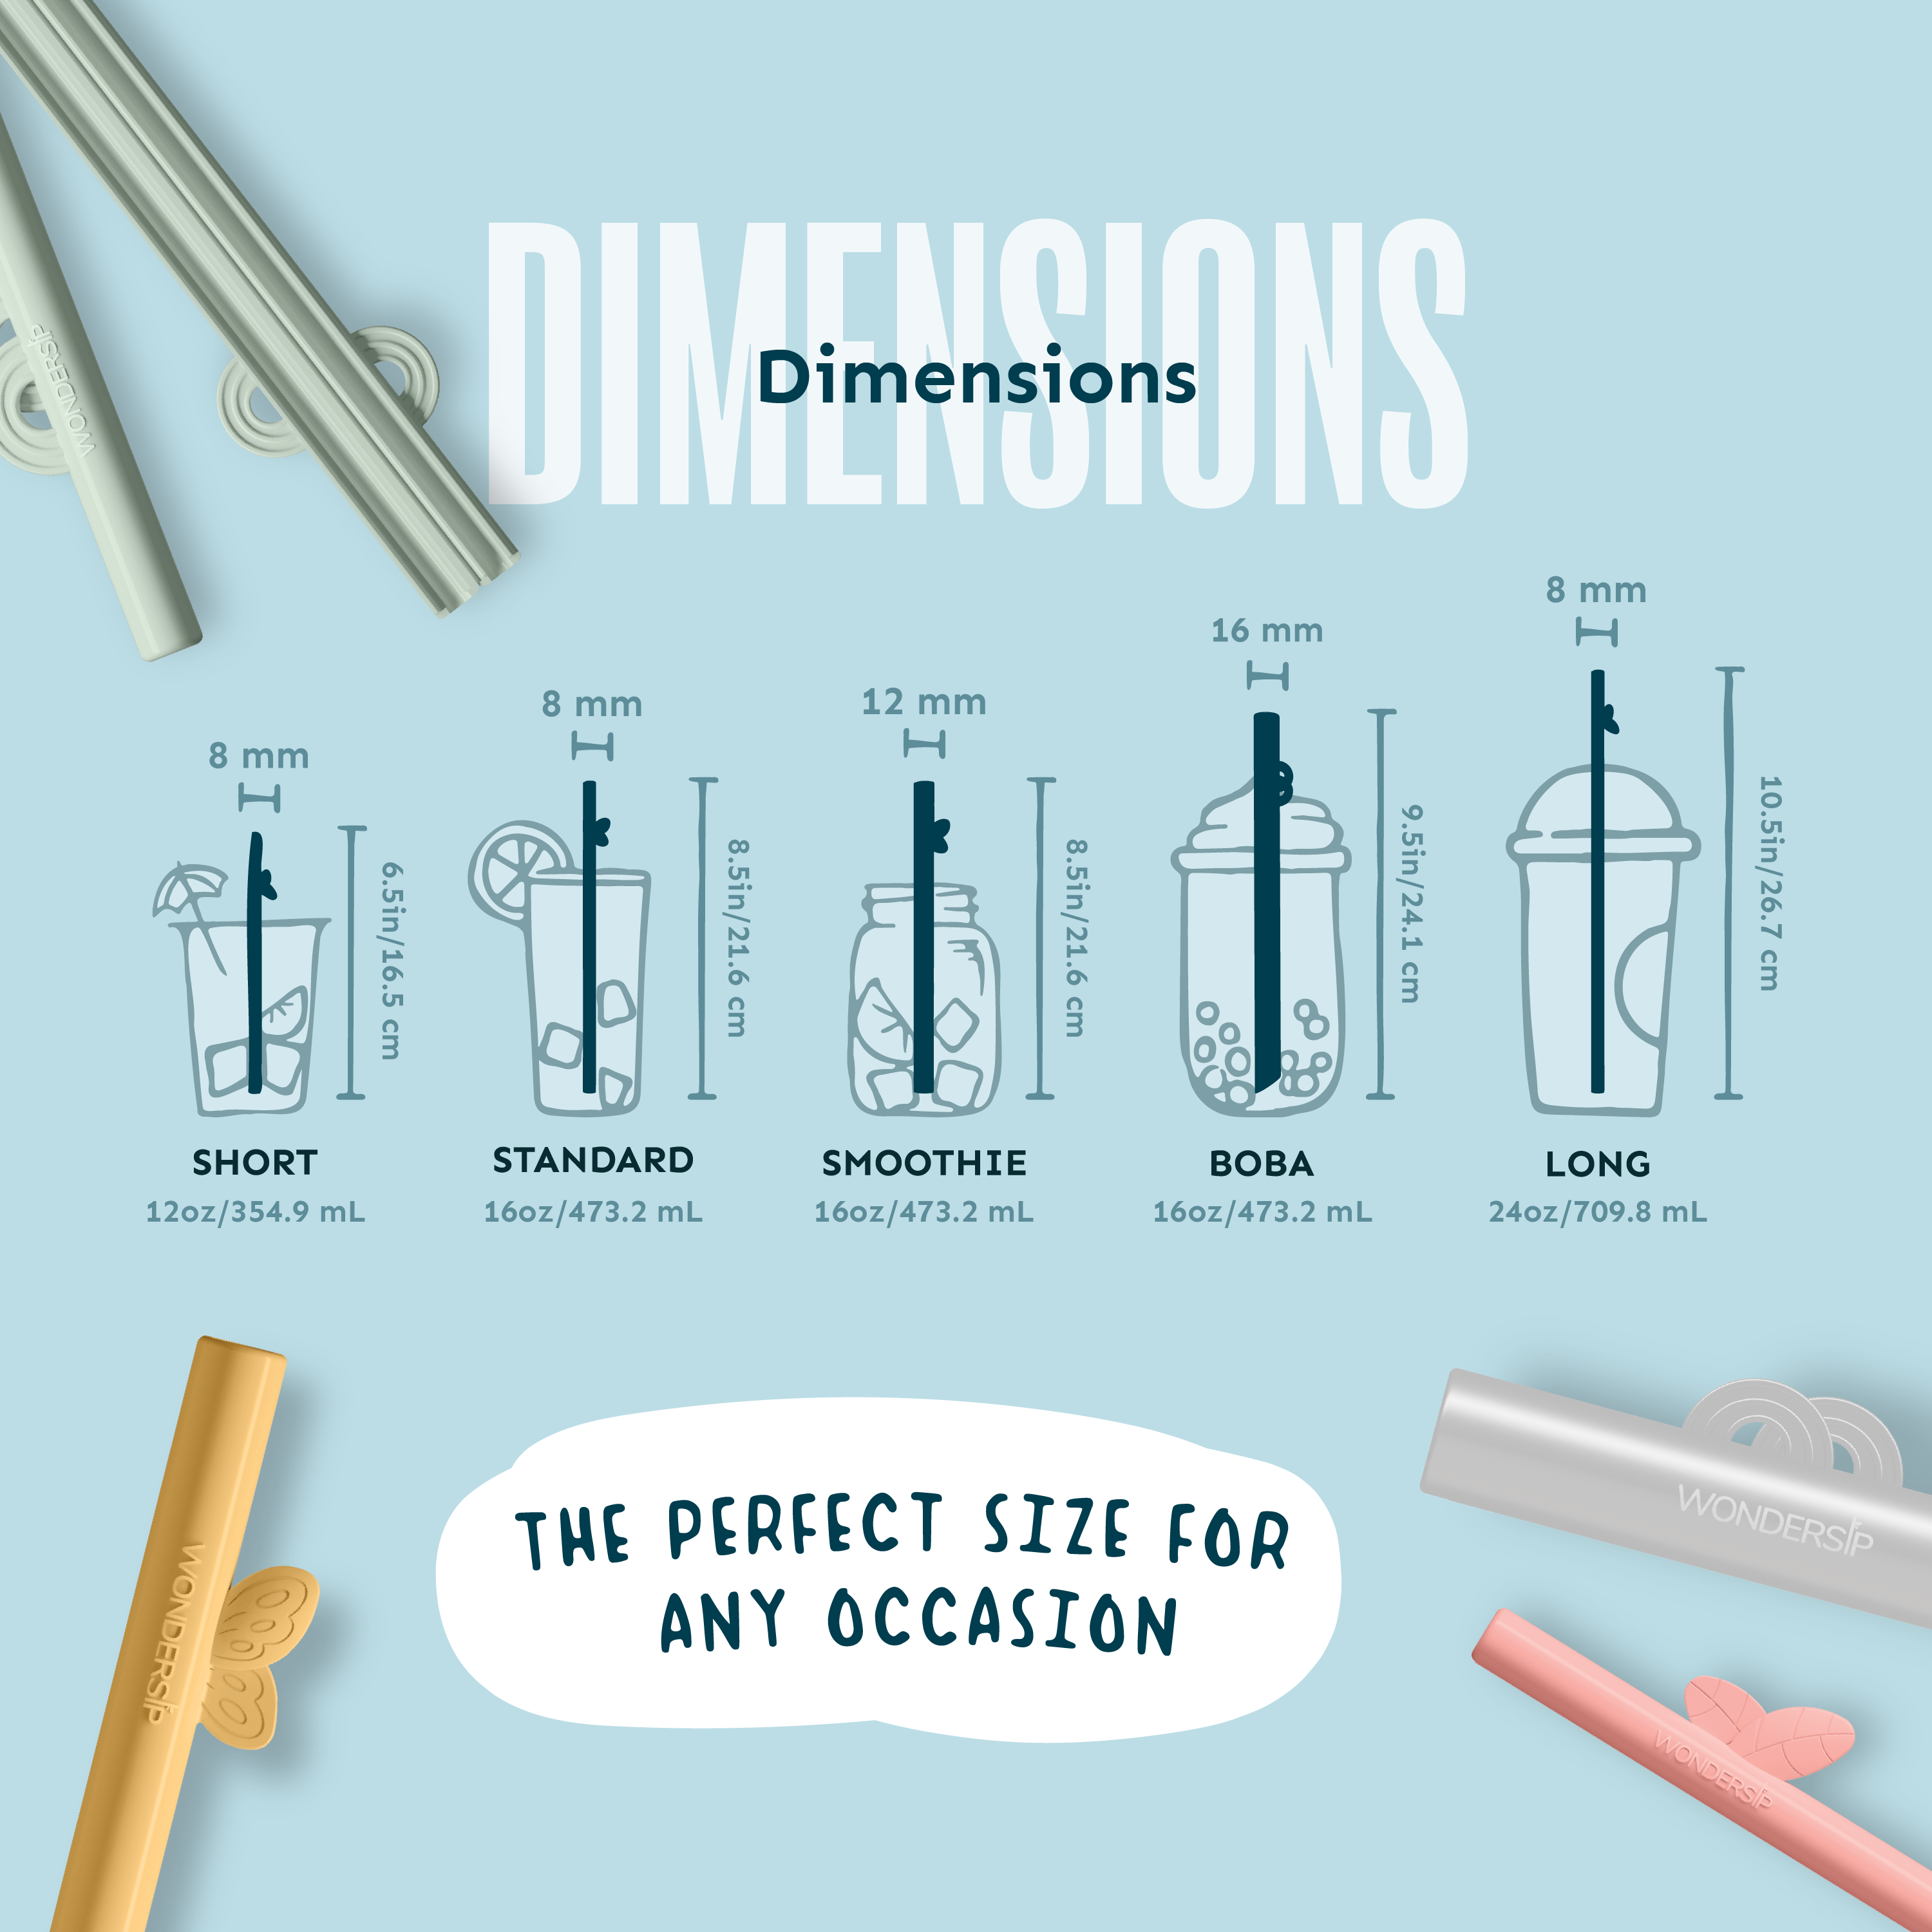 DIMENSIONS
Dimensions
8 mm
6.5in/16.5 cm
SHORT
12oz/354.9 mL
8 mm
8.5in/21.6 cm
STANDARD
16oz/473.2 mL
12 mm
8.5in/21.6 cm
SMOOTHIE
16oz/473.2 mL
16 mm
9.5in/24.1 cm
BOBA
16oz/473.2 mL
8 mm
10.5in/26.7 cm
LONG
24oz/709.8 mL
THE PERFECT SIZE FOR
ANY OCCASION
WONDERSIP
WONDERSIP
WONDERSIP
WONDERSIP